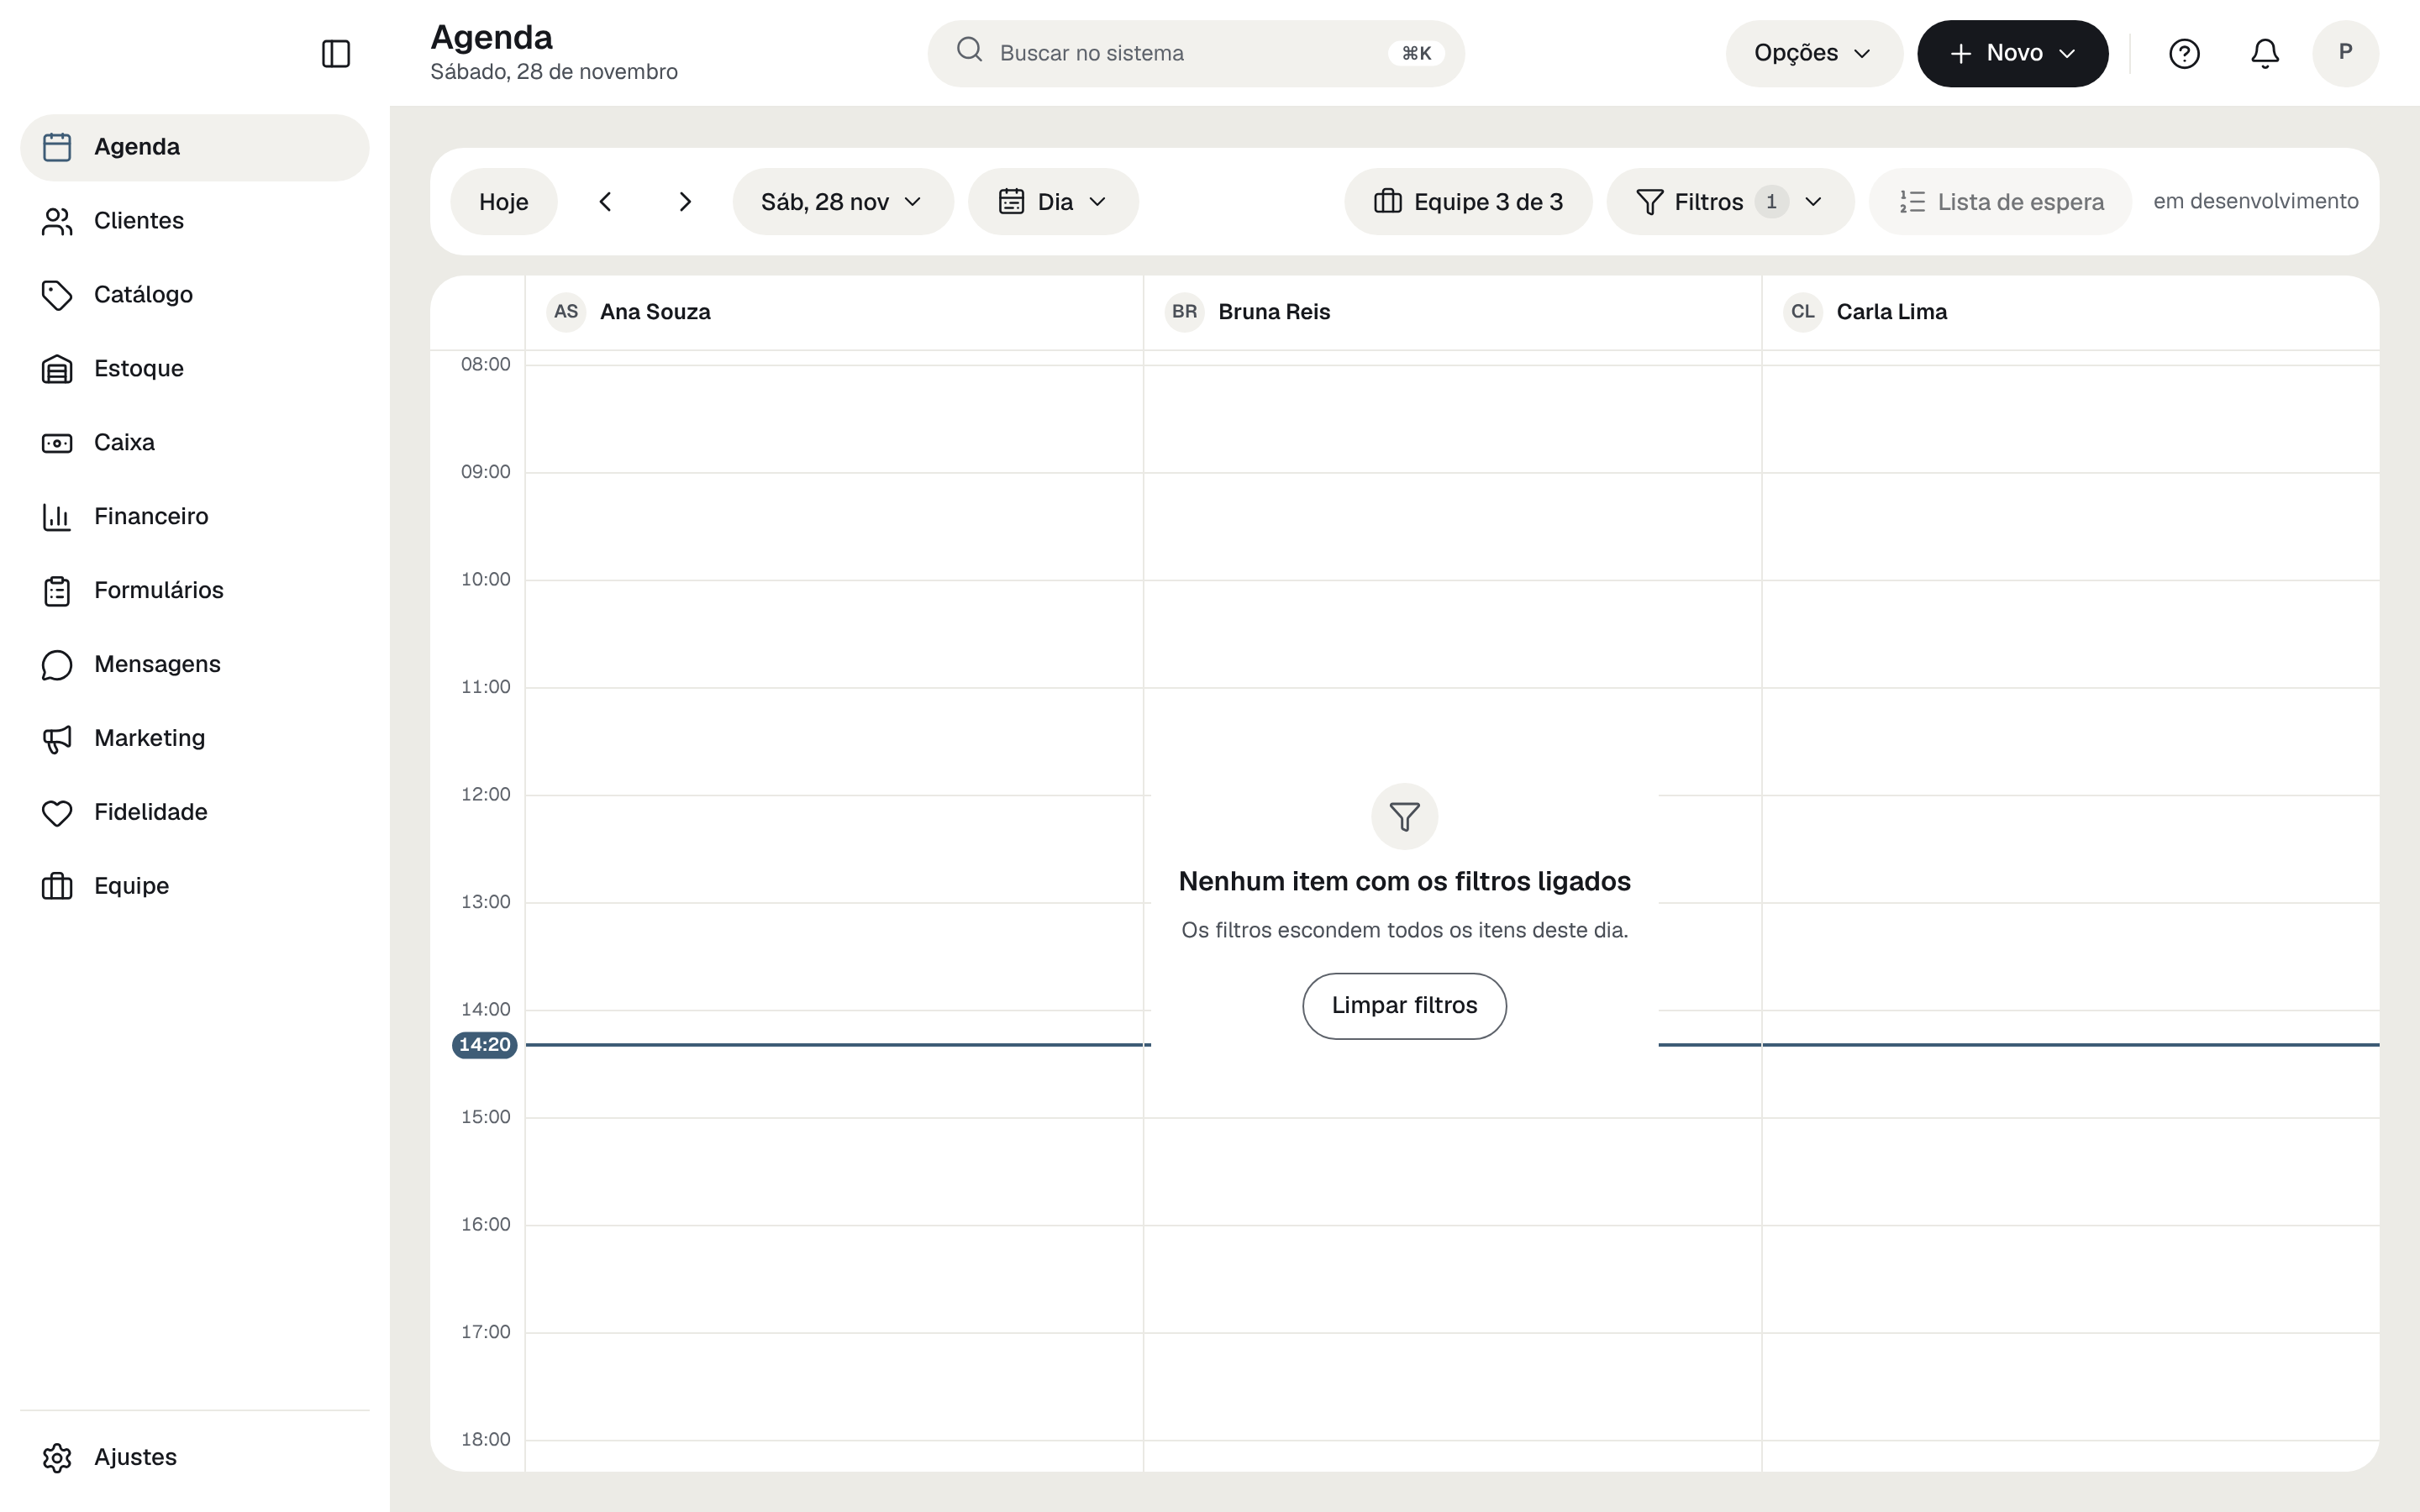 Agenda
Sábado, 28 de novembro
Buscar no sistema
⌘K
Opções
Novo
P
Agenda
Clientes
Catálogo
Estoque
Caixa
Financeiro
Formulários
Mensagens
Marketing
Fidelidade
Equipe
Ajustes
Hoje
Sáb, 28 nov
Dia
Equipe 3 de 3
Filtros 1
Lista de espera
em desenvolvimento
AS Ana Souza
BR Bruna Reis
CL Carla Lima
08:00
09:00
10:00
11:00
12:00
13:00
14:00
14:20
15:00
16:00
17:00
18:00
Nenhum item com os filtros ligados
Os filtros escondem todos os itens deste dia.
Limpar filtros